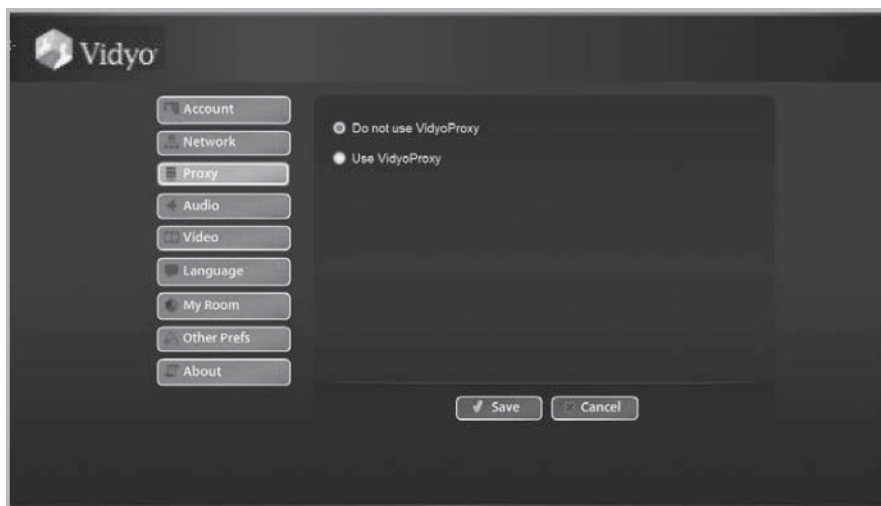 Vidyo
Account
Network
Proxy
Audio
Video
Language
My Room
Other Prefs
About
Do not use VidyoProxy
Use VidyoProxy
Save
Cancel